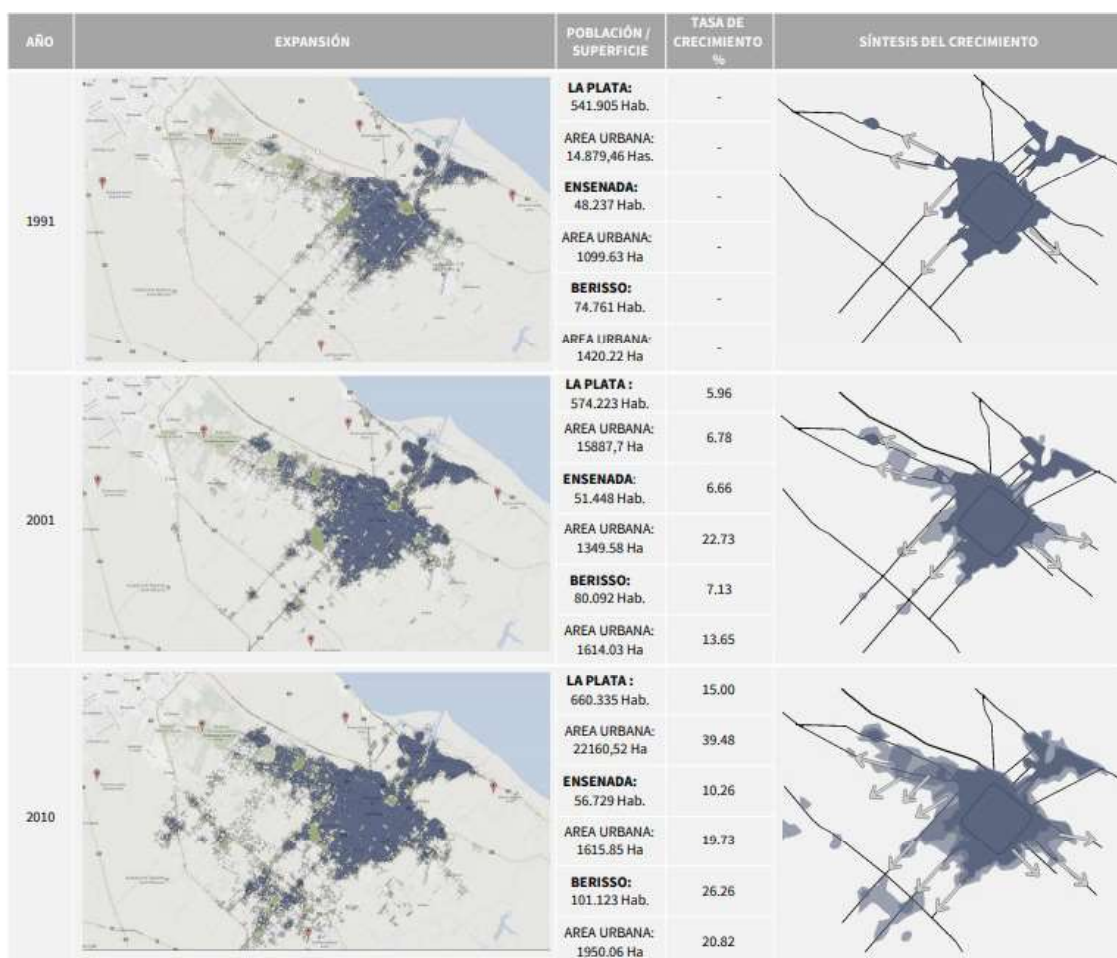 AÑO
EXPANSIÓN
POBLACIÓN /
SUPERFICIE
TASA DE
CRECIMIENTO
%
SÍNTESIS DEL CRECIMIENTO
1991
LA PLATA:
541.905 Hab.
-
AREA URBANA:
14.879,46 Has.
-
ENSENADA:
48.237 Hab.
-
AREA URBANA:
1099.63 Ha
-
BERISSO:
74.761 Hab.
-
AREA URBANA:
1420.22 Ha
-
2001
LA PLATA :
574.223 Hab.
5.96
AREA URBANA:
15887,7 Ha
6.78
ENSENADA:
51.448 Hab.
6.66
AREA URBANA:
1349.58 Ha
22.73
BERISSO:
80.092 Hab.
7.13
AREA URBANA:
1614.03 Ha
13.65
2010
LA PLATA :
660.335 Hab.
15.00
AREA URBANA:
22160,52 Ha
39.48
ENSENADA:
56.729 Hab.
10.26
AREA URBANA:
1615.85 Ha
19.73
BERISSO:
101.123 Hab.
26.26
AREA URBANA:
1950.06 Ha
20.82